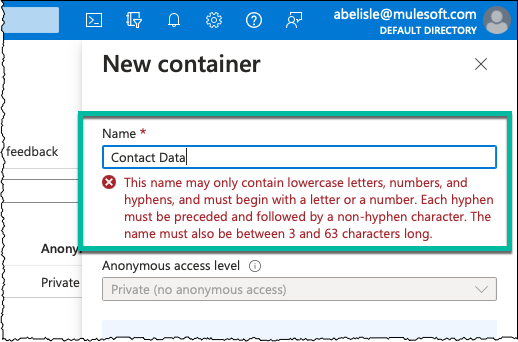 abelisle@mulesoft.com
DEFAULT DIRECTORY
New container
feedback
Name *
Contact Data
This name may only contain lowercase letters, numbers, and
hyphens, and must begin with a letter or a number. Each hyphen
must be preceded and followed by a non-hyphen character. The
name must also be between 3 and 63 characters long.
Anony
Anonymous access level
Private
Private (no anonymous access)